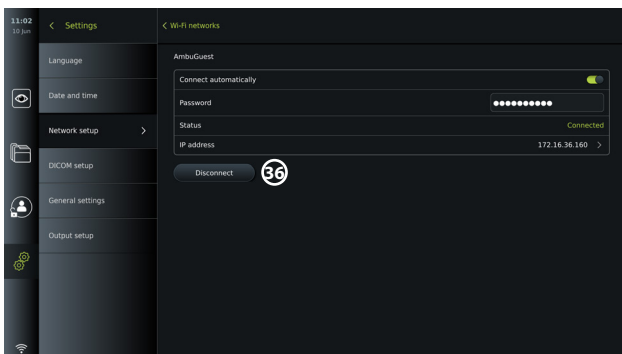 11:02
10 Jun
Settings
Wi-Fi networks
Language
Date and time
Network setup
DICOM setup
General settings
Output setup
AmbuGuest
Connect automatically
Password ●●●●●●●●●●
Status Connected
IP address 172.16.36.160
Disconnect 36